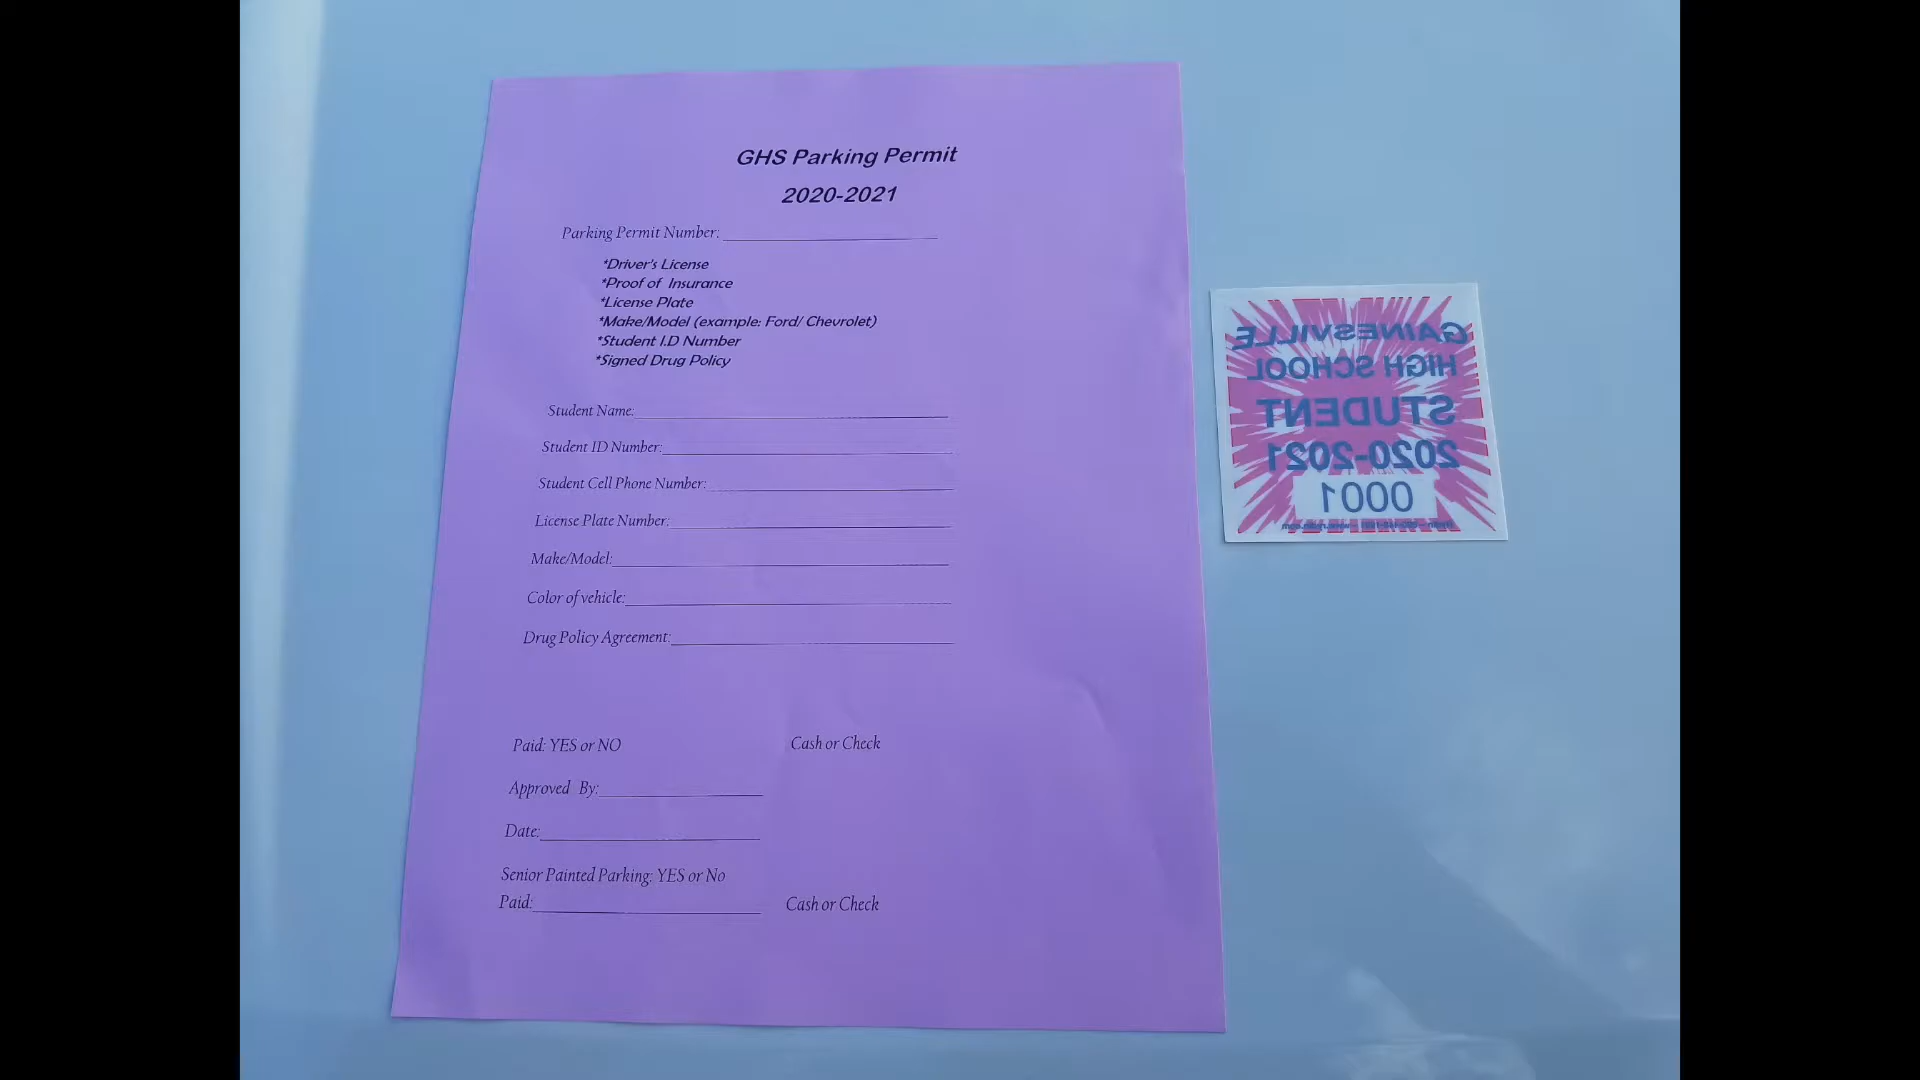 GHS Parking Permit
2020-2021
Parking Permit Number:
*Driver's License
*Proof of Insurance
*License Plate
*Make/Model (example: Ford/ Chevrolet)
*Student I.D Number
*Signed Drug Policy
Student Name:
Student ID Number:
Student Cell Phone Number:
License Plate Number:
Make/Model:
Color of vehicle:
Drug Policy Agreement:
Paid: YES or NO Cash or Check
Approved By:
Date:
Senior Painted Parking: YES or No
Paid: Cash or Check
GAINESVILLE
HIGH SCHOOL
STUDENT
2020-2021
0001